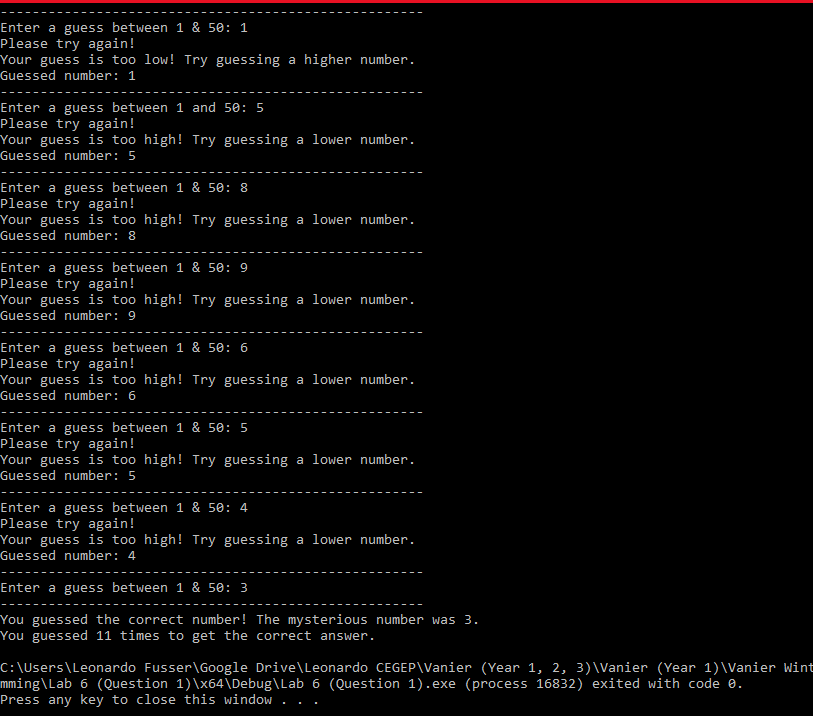 -----------------------------------------------------
Enter a guess between 1 & 50: 1
Please try again!
Your guess is too low! Try guessing a higher number.
Guessed number: 1
-----------------------------------------------------
Enter a guess between 1 and 50: 5
Please try again!
Your guess is too high! Try guessing a lower number.
Guessed number: 5
-----------------------------------------------------
Enter a guess between 1 & 50: 8
Please try again!
Your guess is too high! Try guessing a lower number.
Guessed number: 8
-----------------------------------------------------
Enter a guess between 1 & 50: 9
Please try again!
Your guess is too high! Try guessing a lower number.
Guessed number: 9
-----------------------------------------------------
Enter a guess between 1 & 50: 6
Please try again!
Your guess is too high! Try guessing a lower number.
Guessed number: 6
-----------------------------------------------------
Enter a guess between 1 & 50: 5
Please try again!
Your guess is too high! Try guessing a lower number.
Guessed number: 5
-----------------------------------------------------
Enter a guess between 1 & 50: 4
Please try again!
Your guess is too high! Try guessing a lower number.
Guessed number: 4
-----------------------------------------------------
Enter a guess between 1 & 50: 3
-----------------------------------------------------
You guessed the correct number! The mysterious number was 3.
You guessed 11 times to get the correct answer.

C:\Users\Leonardo Fusser\Google Drive\Leonardo CEGEP\Vanier (Year 1, 2, 3)\Vanier (Year 1)\Vanier Wint
mming\Lab 6 (Question 1)\x64\Debug\Lab 6 (Question 1).exe (process 16832) exited with code 0.
Press any key to close this window . . .